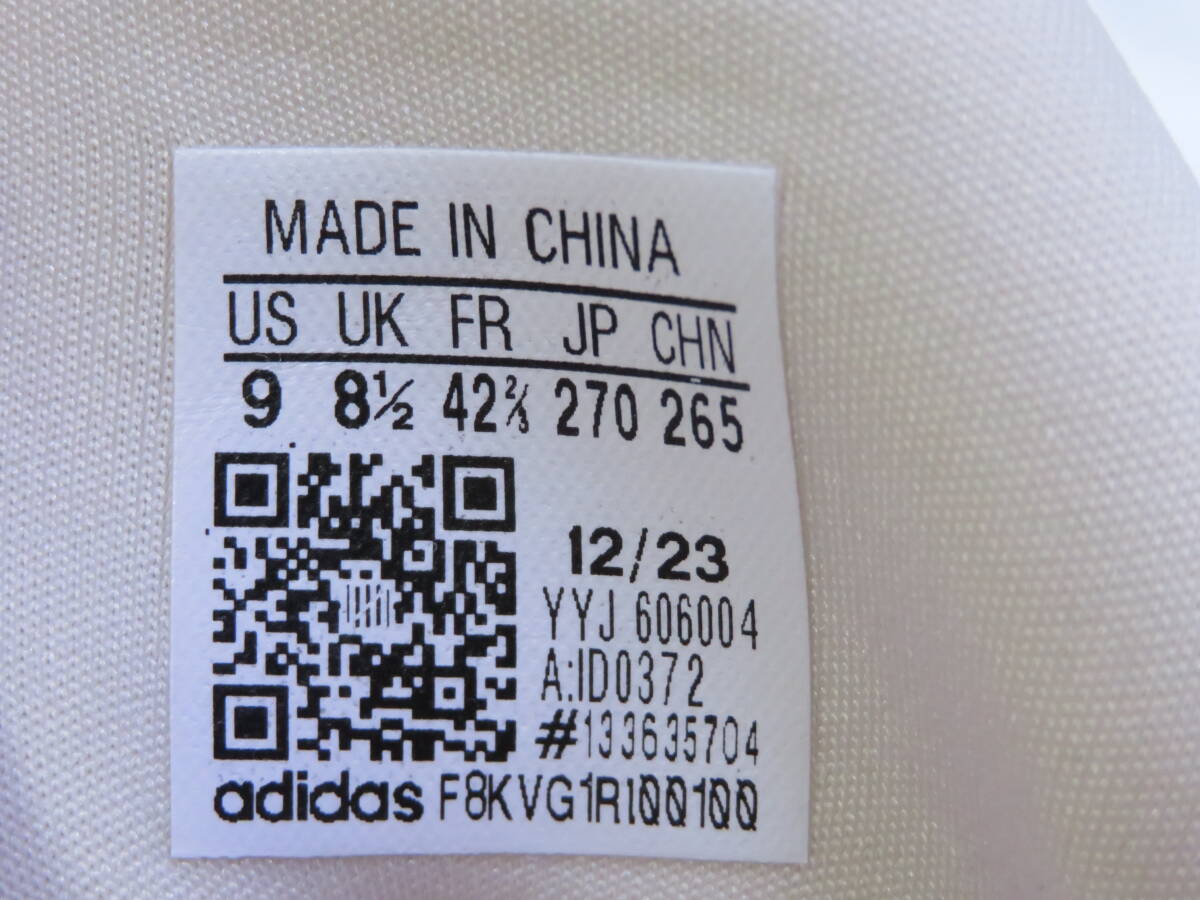 MADE IN CHINA
US UK FR JP CHN
9 8½ 42⅔ 270 265
12/23
YYJ 606004
A:ID0372
#133635704
adidas F8KVG1R100100